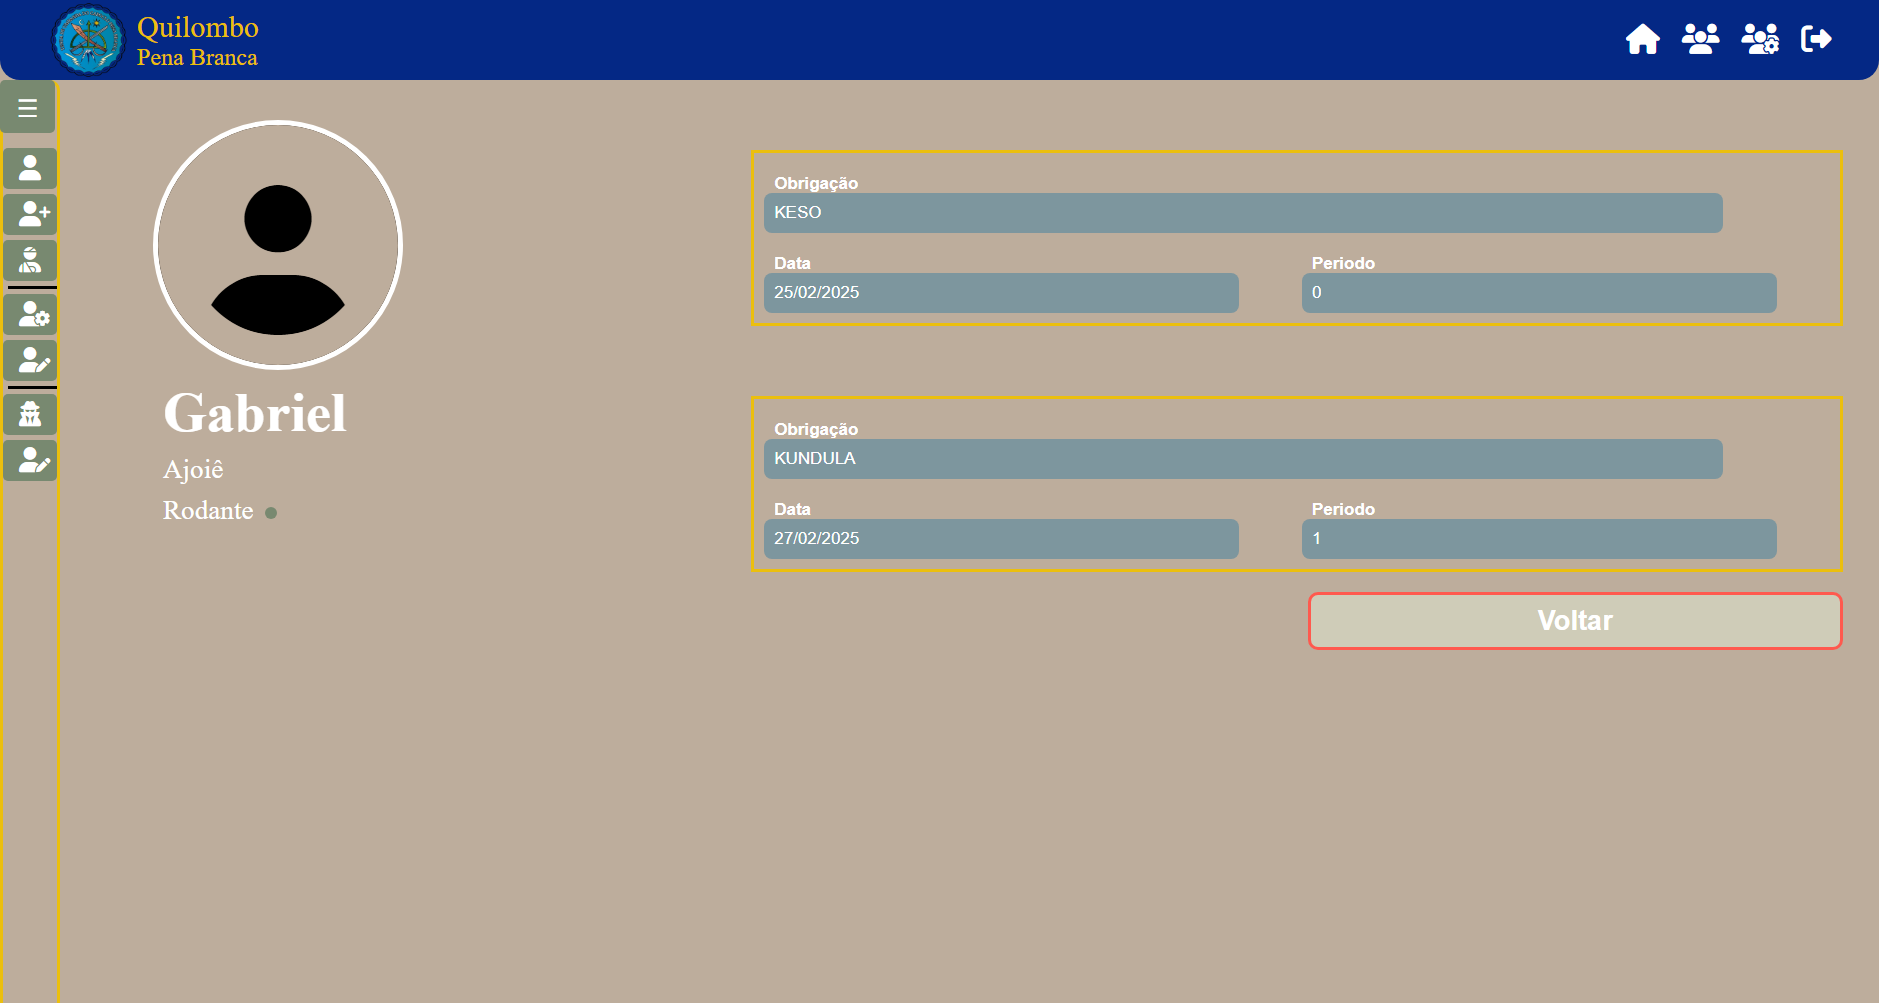 Quilombo
Pena Branca
Gabriel
Ajoiê
Rodante
Obrigação
KESO
Data
Periodo
25/02/2025
0
Obrigação
KUNDULA
Data
Periodo
27/02/2025
1
Voltar